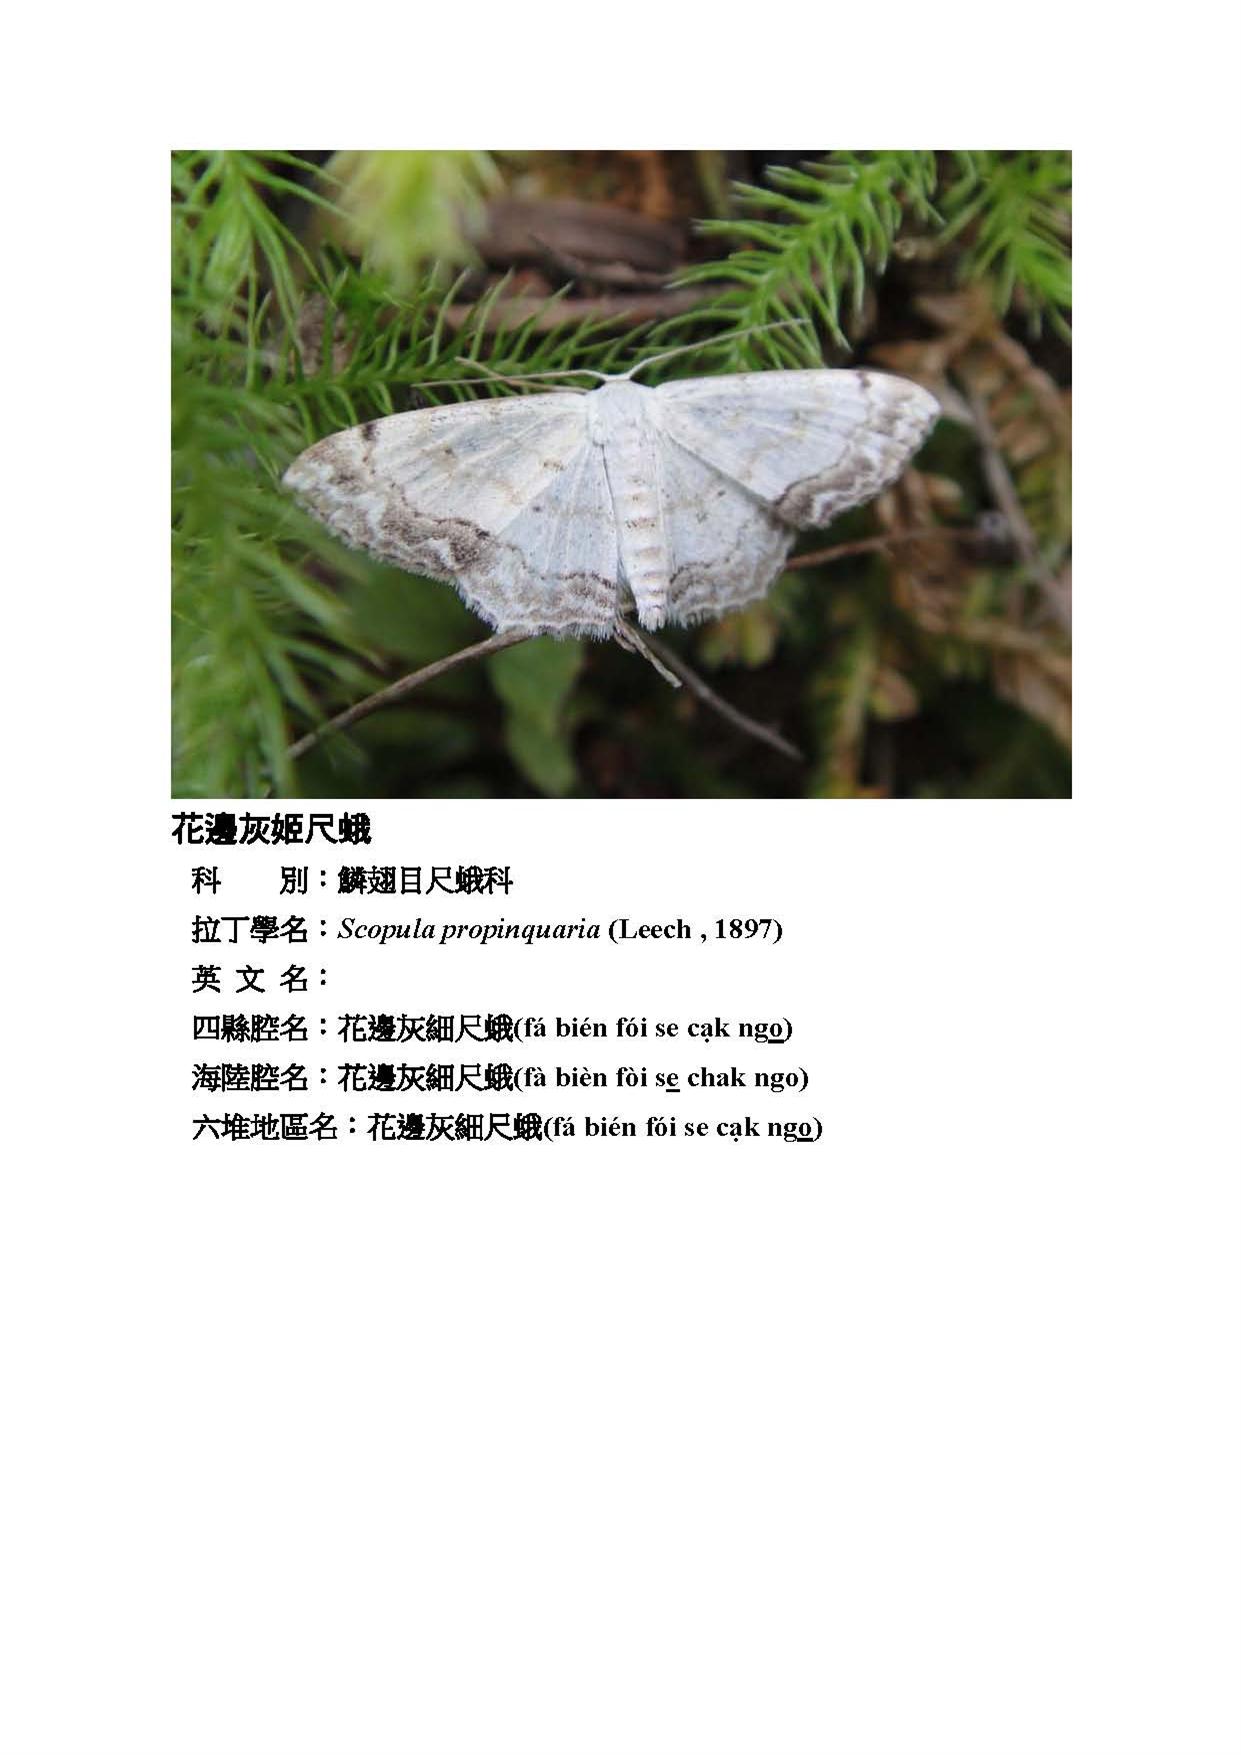 花邊灰姬尺蛾
科　　別：鱗翅目尺蛾科
拉丁學名：Scopula propinquaria (Leech , 1897)
英 文 名：
四縣腔名：花邊灰細尺蛾(fá bién fói se cạk ngo̲)
海陸腔名：花邊灰細尺蛾(fà bièn fòi se̲ chak ngo)
六堆地區名：花邊灰細尺蛾(fá bién fói se cạk ngo̲)